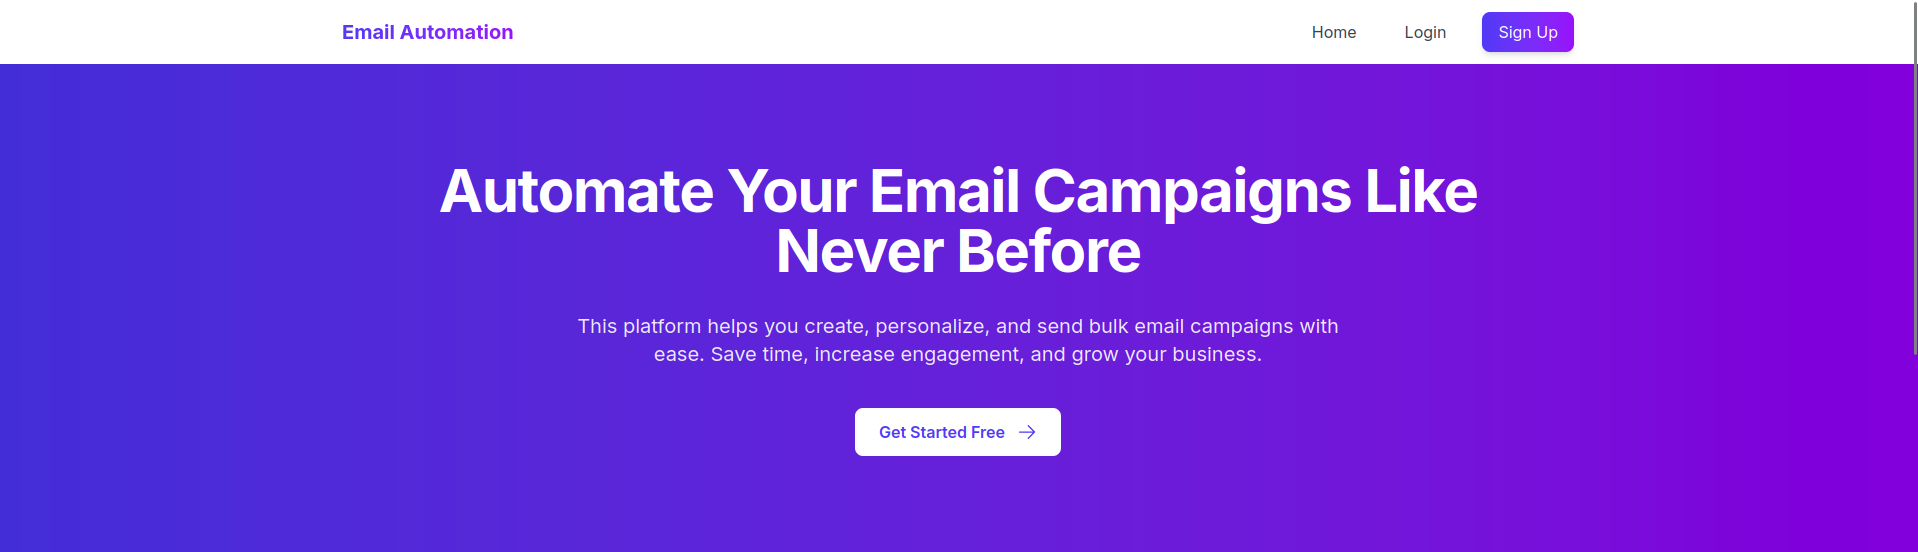 Email Automation
Home
Login
Sign Up
Automate Your Email Campaigns Like
Never Before
This platform helps you create, personalize, and send bulk email campaigns with
ease. Save time, increase engagement, and grow your business.
Get Started Free